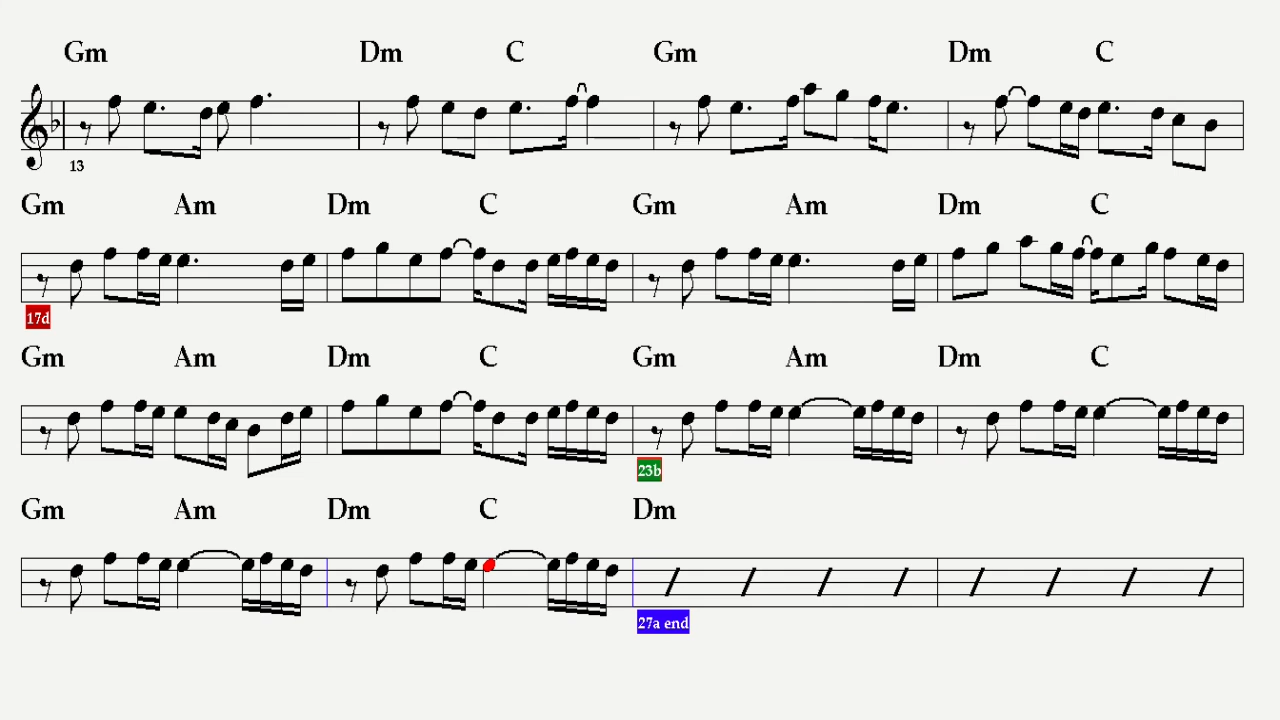 Gm Dm C Gm Dm C
13
Gm Am Dm C Gm Am Dm C
17d
Gm Am Dm C Gm Am Dm C
23b
Gm Am Dm C Dm
27a end